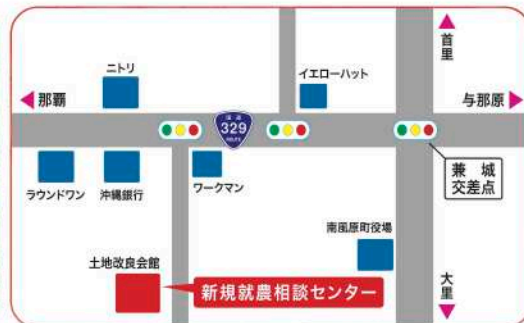 首里
ニトリ
イエローハット
那覇
与那原
国道
329
ROUTE
ラウンドワン
沖縄銀行
ワークマン
兼城
交差点
南風原町役場
土地改良会館
新規就農相談センター
大里